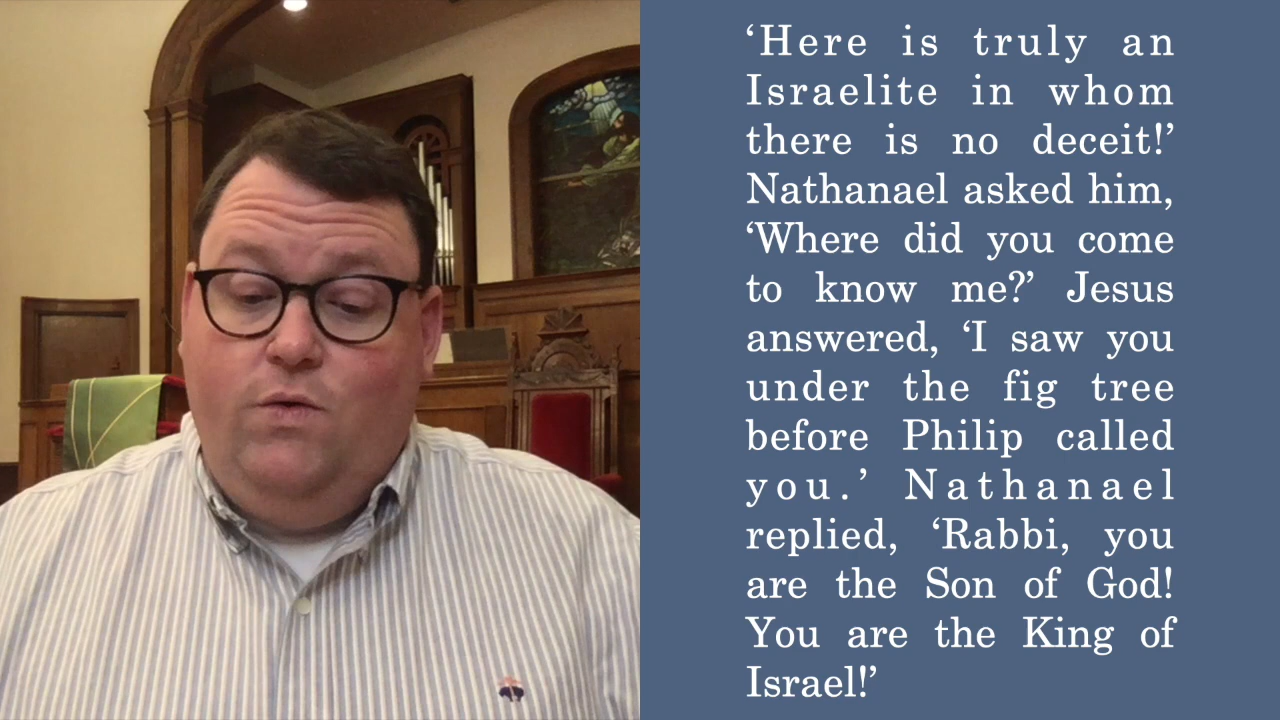 ‘Here is truly an
Israelite in whom
there is no deceit!’
Nathanael asked him,
‘Where did you come
to know me?’ Jesus
answered, ‘I saw you
under the fig tree
before Philip called
you.’ Nathanael
replied, ‘Rabbi, you
are the Son of God!
You are the King of
Israel!’